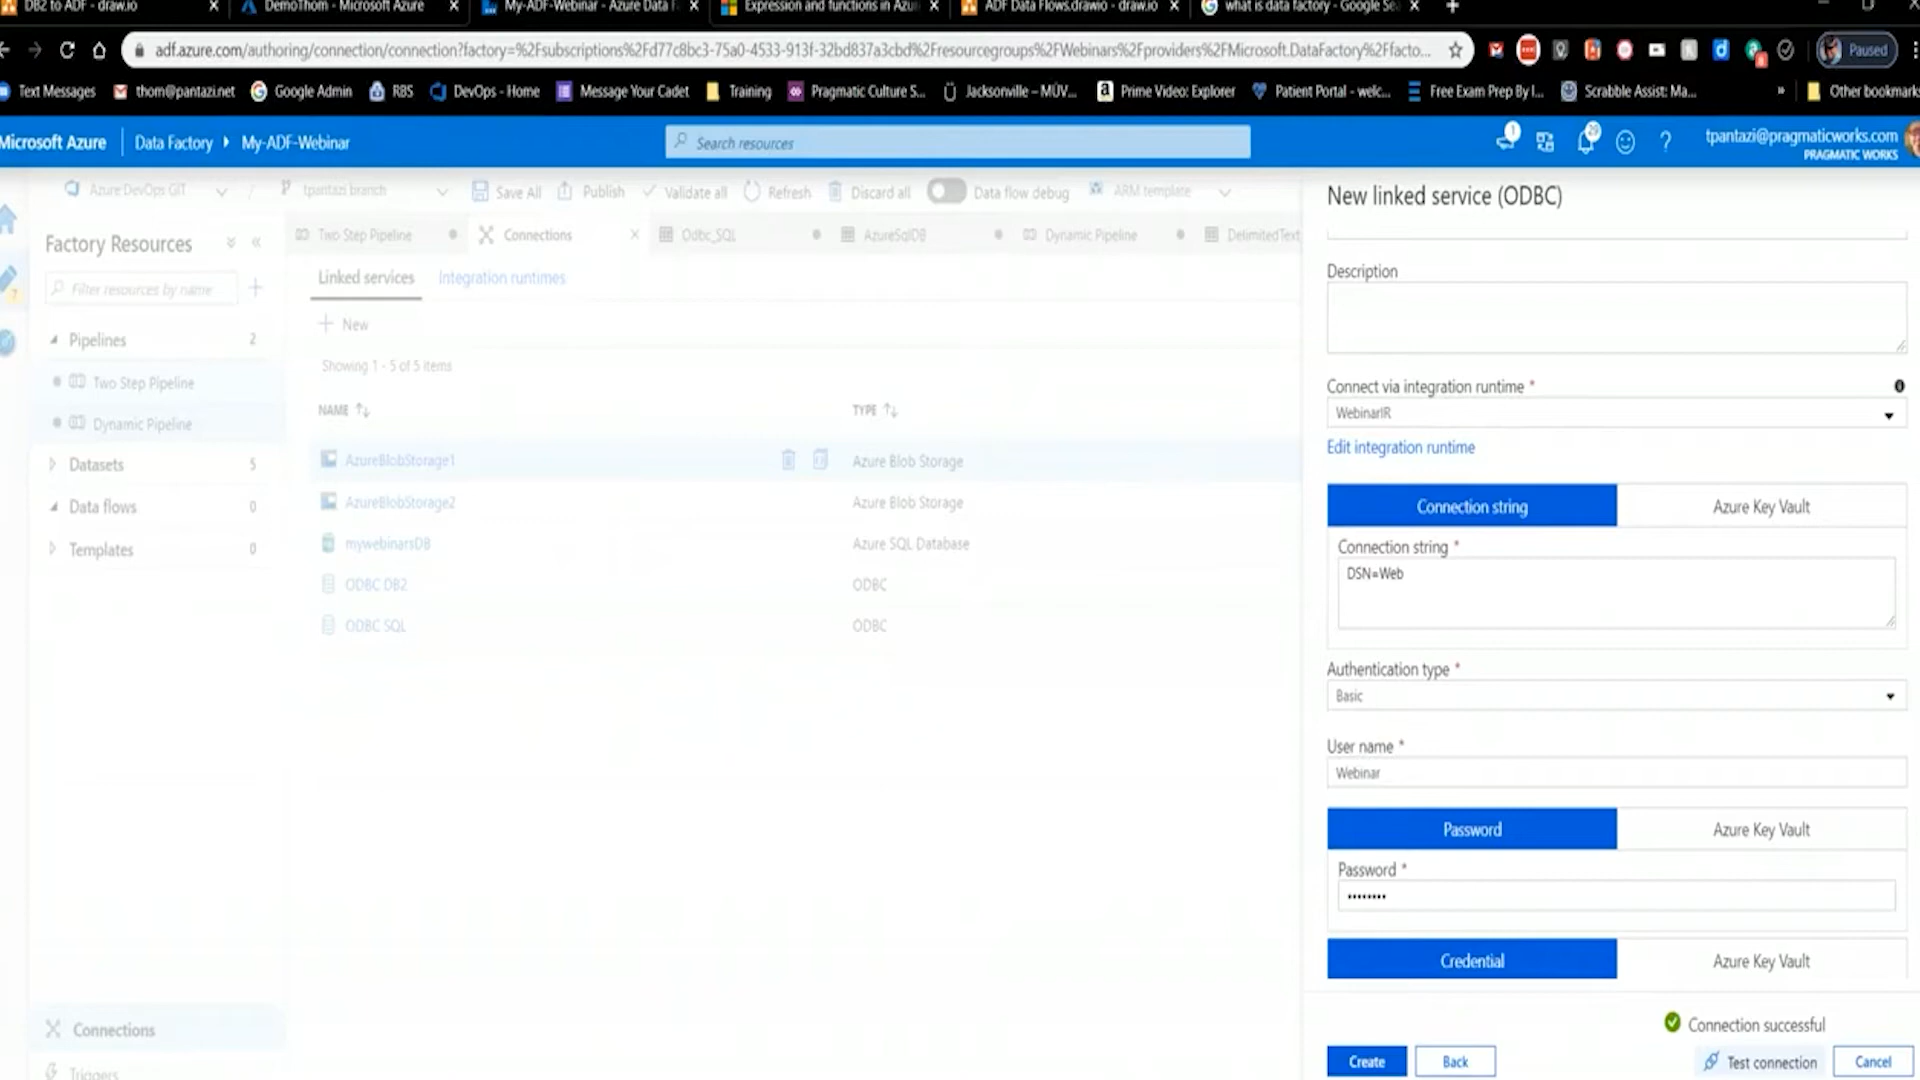 DB2 to ADF - draw.io
DemoThom - Microsoft Azure
My-ADF-Webinar - Azure Data F
Expression and functions in Azu
ADF Data Flows.drawio - draw.io
what is data factory - Google Se
adf.azure.com/authoring/connection/connection?factory=%2Fsubscriptions%2Fd77c8bc3-75a0-4533-913f-32bd837a3cbd%2Fresourcegroups%2FWebinars%2Fproviders%2FMicrosoft.DataFactory%2Ffacto...
Paused
Text Messages
thom@pantazi.net
Google Admin
RBS
DevOps - Home
Message Your Cadet
Training
Pragmatic Culture S...
Jacksonville – MÜV...
Prime Video: Explorer
Patient Portal - welc...
Free Exam Prep By I...
Scrabble Assist: Ma...
»
Other bookmarks
Microsoft Azure
Data Factory
My-ADF-Webinar
Search resources
1
tpantazi@pragmaticworks.com
PRAGMATIC WORKS
Azure DevOps GIT
/
tpantazi branch
Save All
Publish
Validate all
Refresh
Discard all
Data flow debug
ARM template
Factory Resources
Filter resources by name
Pipelines 2
Two Step Pipeline
Dynamic Pipeline
Datasets 5
Data flows 0
Templates 0
Connections
Triggers
7
Two Step Pipeline
Connections
Odbc_SQL
AzureSqlDB
Dynamic Pipeline
DelimitedText
Linked services
Integration runtimes
New
Showing 1 - 5 of 5 items
NAME
TYPE
AzureBlobStorage1 Azure Blob Storage
AzureBlobStorage2 Azure Blob Storage
mywebinarsDB Azure SQL Database
ODBC DB2 ODBC
ODBC SQL ODBC
New linked service (ODBC)
Description
Connect via integration runtime *
WebinarIR
Edit integration runtime
Connection string
Azure Key Vault
Connection string *
DSN=Web
Authentication type *
Basic
User name *
Webinar
Password
Azure Key Vault
Password *
••••••••
Credential
Azure Key Vault
Connection successful
Create
Back
Test connection
Cancel